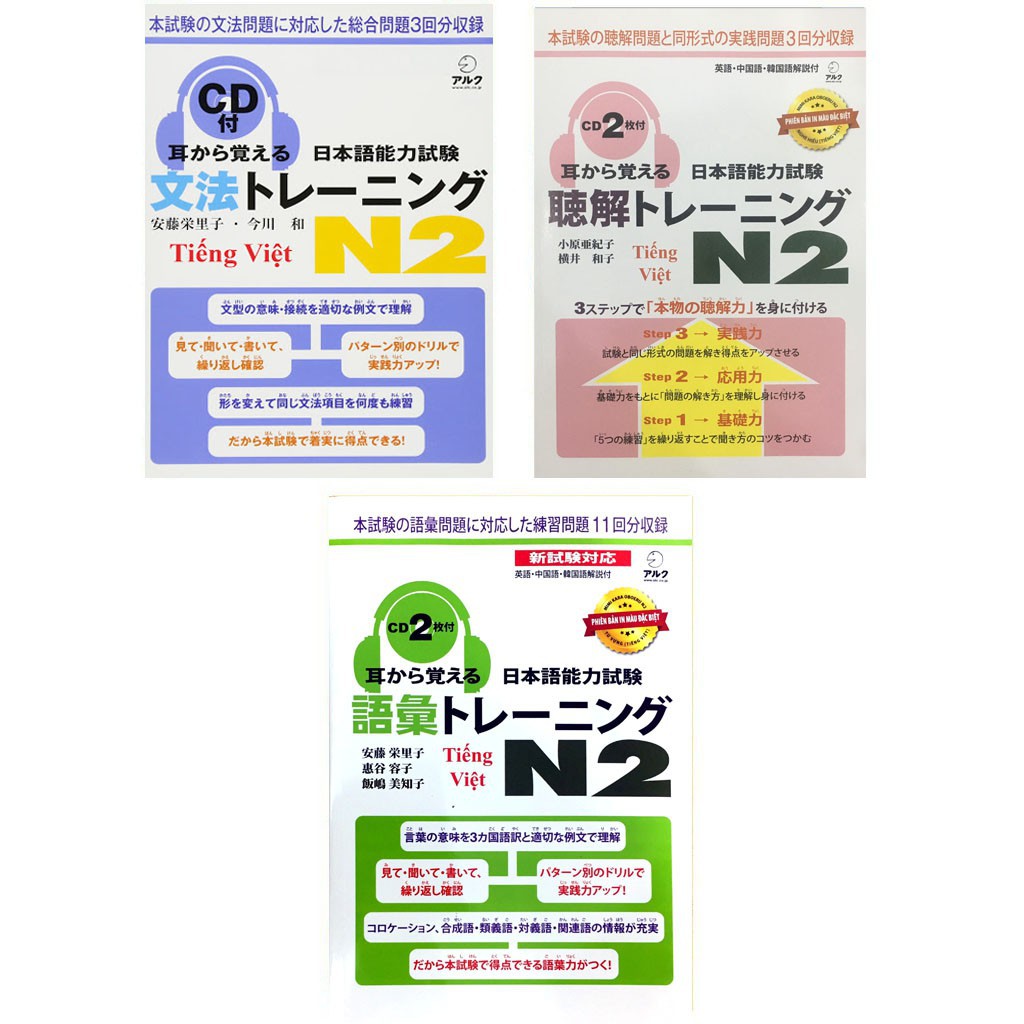 本試験の文法問題に対応した総合問題3回分収録
アルク
www.alc.co.jp
CD
付
耳から覚える 日本語能力試験
文法トレーニング
安藤栄里子・今川 和
Tiếng Việt
N2
文型の意味・接続を適切な例文で理解
見て・聞いて・書いて、
繰り返し確認
パターン別のドリルで
実践力アップ!
形を変えて同じ文法項目を何度も練習
だから本試験で着実に得点できる!
本試験の聴解問題と同形式の実践問題3回分収録
英語・中国語・韓国語解説付
アルク
PHIÊN BẢN IN MÀU ĐẶC BIỆT
CD2枚付
耳から覚える 日本語能力試験
聴解トレーニング
小原亜紀子
横井 和子
Tiếng
Việt
N2
3ステップで「本物の聴解力」を身に付ける
Step 3 → 実践力
試験と同じ形式の問題を解き得点をアップさせる
Step 2 → 応用力
基礎力をもとに「問題の解き方」を理解し身に付ける
Step 1 → 基礎力
「5つの練習」を繰り返すことで聞き方のコツをつかむ
本試験の語彙問題に対応した練習問題11回分収録
新試験対応
英語・中国語・韓国語解説付
アルク
MIMI KARA OBOERU N2
PHIÊN BẢN IN MÀU ĐẶC BIỆT
TỪ VỰNG (TIẾNG VIỆT)
CD2枚付
耳から覚える 日本語能力試験
語彙トレーニング
安藤 栄里子
惠谷 容子
飯嶋 美知子
Tiếng
Việt
N2
言葉の意味を3カ国語訳と適切な例文で理解
見て・聞いて・書いて、
繰り返し確認
パターン別のドリルで
実践力アップ!
コロケーション、合成語・類義語・対義語・関連語の情報が充実
だから本試験で得点できる語彙力がつく!